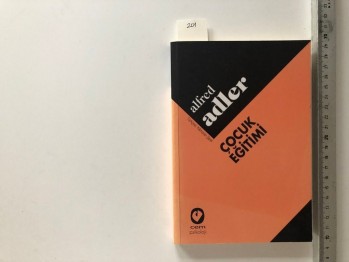 201
alfred
adler
ÇOCUK
EĞİTİMİ
cem